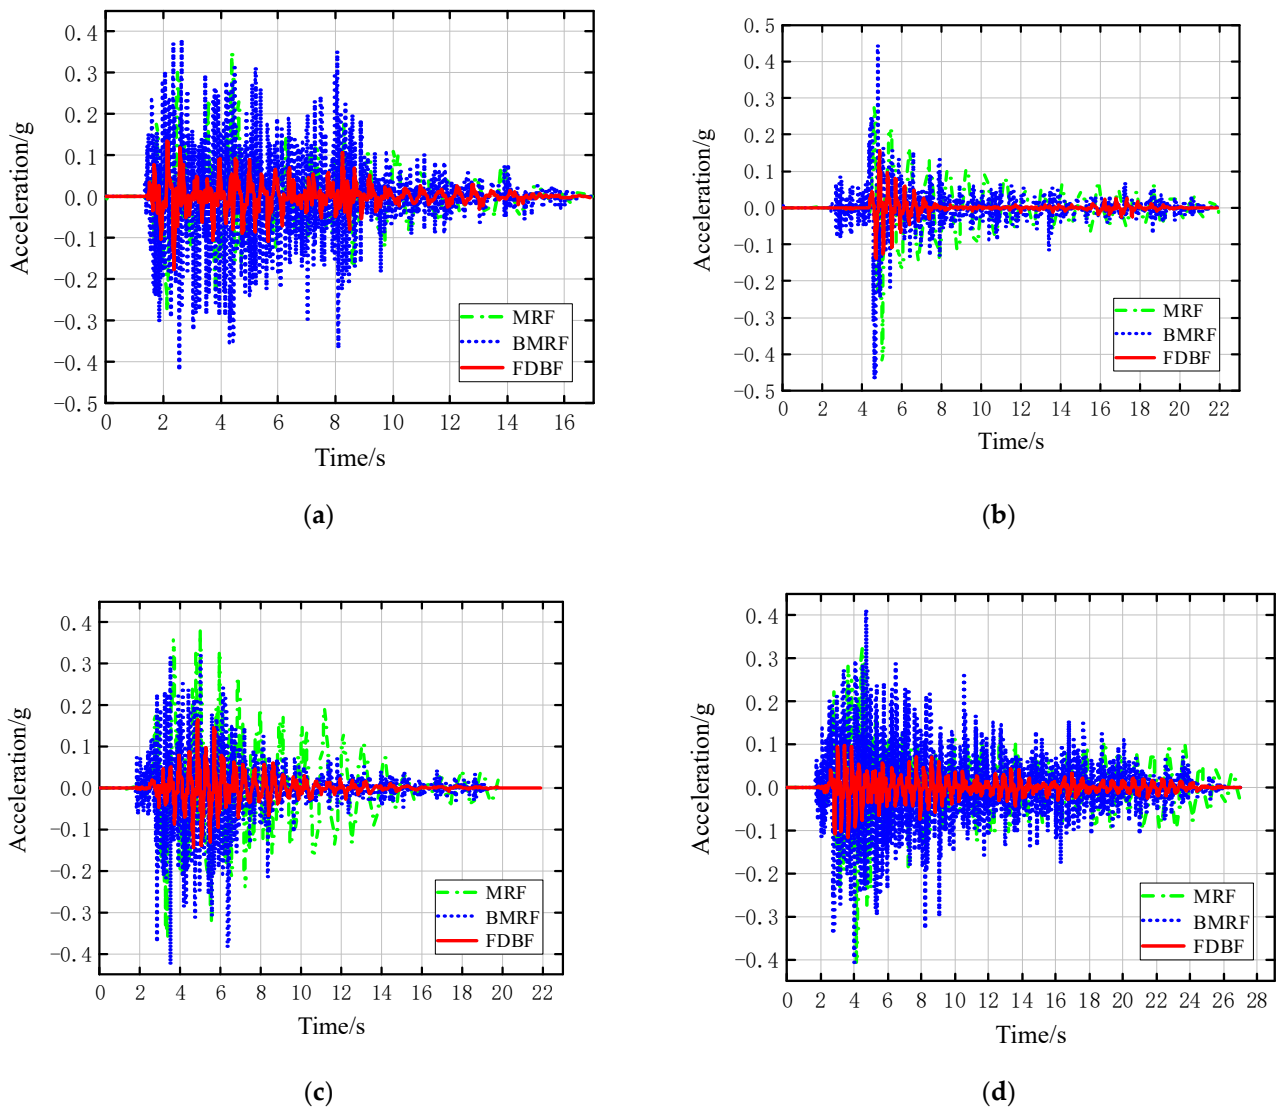 0.4
0.3
0.2
0.1
0.0
−0.1
−0.2
−0.3
−0.4
−0.5
Acceleration/g
0 2 4 6 8 10 12 14 16
Time/s
MRF
BMRF
FDBF
(a)
0.5
0.4
0.3
0.2
0.1
0.0
−0.1
−0.2
−0.3
−0.4
−0.5
Acceleration/g
0 2 4 6 8 10 12 14 16 18 20 22
Time/s
MRF
BMRF
FDBF
(b)
0.4
0.3
0.2
0.1
0.0
−0.1
−0.2
−0.3
−0.4
Acceleration/g
0 2 4 6 8 10 12 14 16 18 20 22
Time/s
MRF
BMRF
FDBF
(c)
0.4
0.3
0.2
0.1
0.0
−0.1
−0.2
−0.3
−0.4
Acceleration/g
0 2 4 6 8 10 12 14 16 18 20 22 24 26 28
Time/s
MRF
BMRF
FDBF
(d)